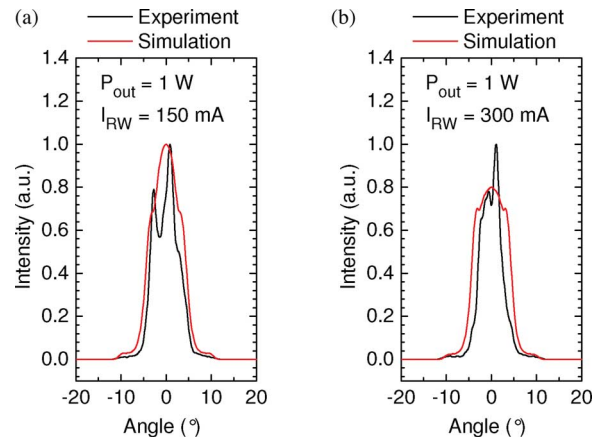 (a)
Experiment
Simulation
P_out = 1 W
I_RW = 150 mA
1.4
1.2
1.0
0.8
0.6
0.4
0.2
0.0
Intensity (a.u.)
-20 -10 0 10 20
Angle (°)
(b)
Experiment
Simulation
P_out = 1 W
I_RW = 300 mA
1.4
1.2
1.0
0.8
0.6
0.4
0.2
0.0
Intensity (a.u.)
-20 -10 0 10 20
Angle (°)